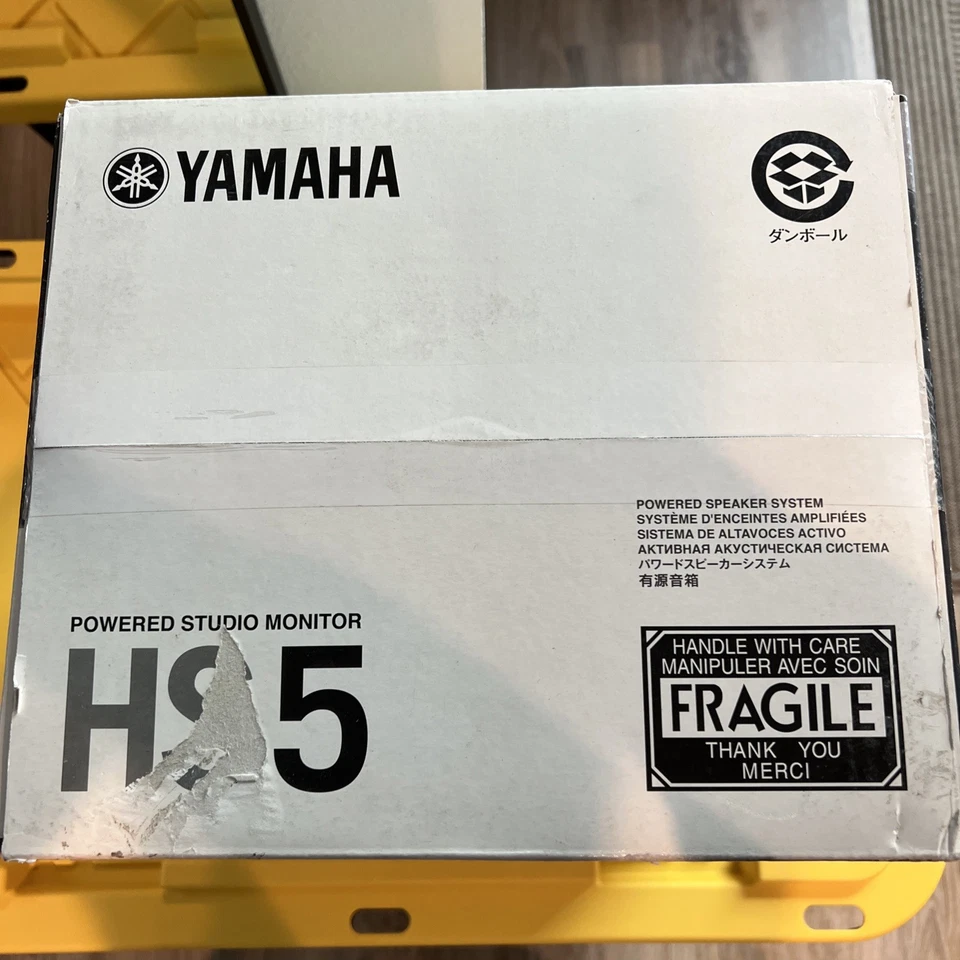 YAMAHA
ダンボール
POWERED SPEAKER SYSTEM
SYSTÈME D'ENCEINTES AMPLIFIÉES
SISTEMA DE ALTAVOCES ACTIVO
АКТИВНАЯ АКУСТИЧЕСКАЯ СИСТЕМА
パワードスピーカーシステム
有源音箱
POWERED STUDIO MONITOR
HS5
HANDLE WITH CARE
MANIPULER AVEC SOIN
FRAGILE
THANK YOU
MERCI